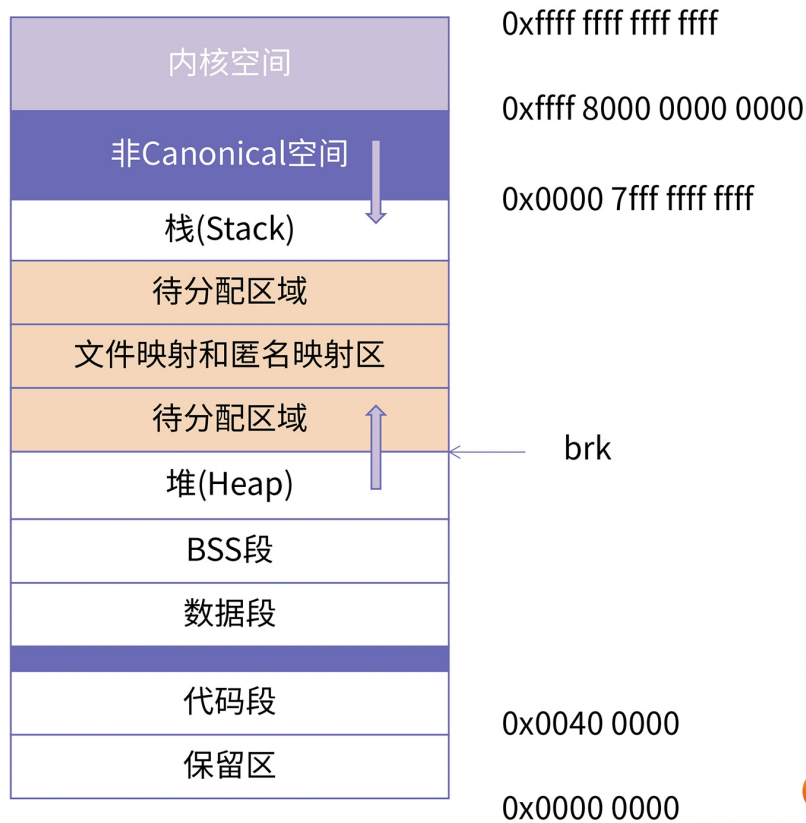 0xffff ffff ffff ffff
内核空间
0xffff 8000 0000 0000
非Canonical空间
0x0000 7fff ffff ffff
栈(Stack)
待分配区域
文件映射和匿名映射区
待分配区域
brk
堆(Heap)
BSS段
数据段
代码段
0x0040 0000
保留区
0x0000 0000